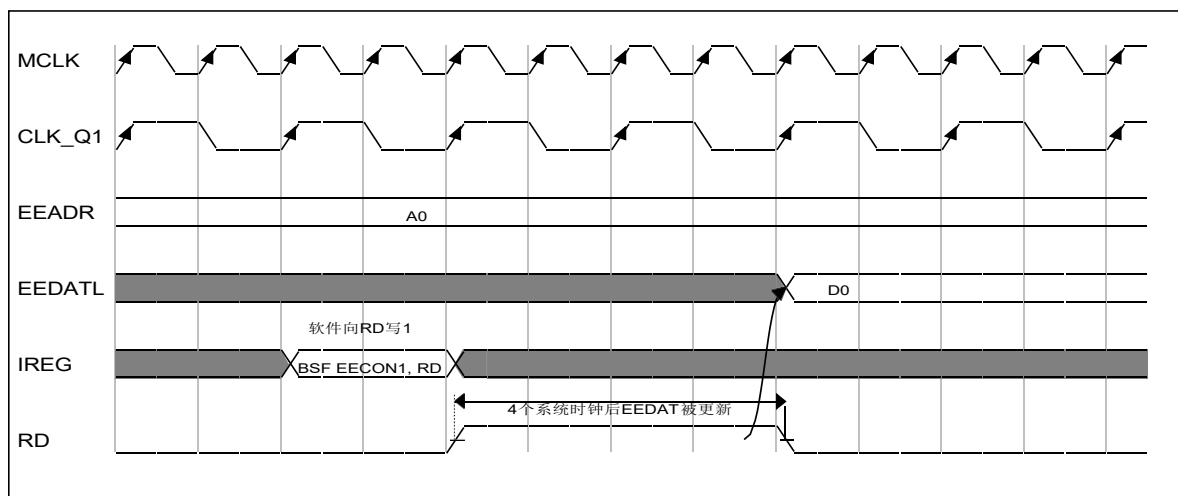 MCLK
CLK_Q1
EEADR
A0
EEDATL
D0
软件向RD写1
IREG
BSF EECON1, RD
4个系统时钟后EEDAT被更新
RD